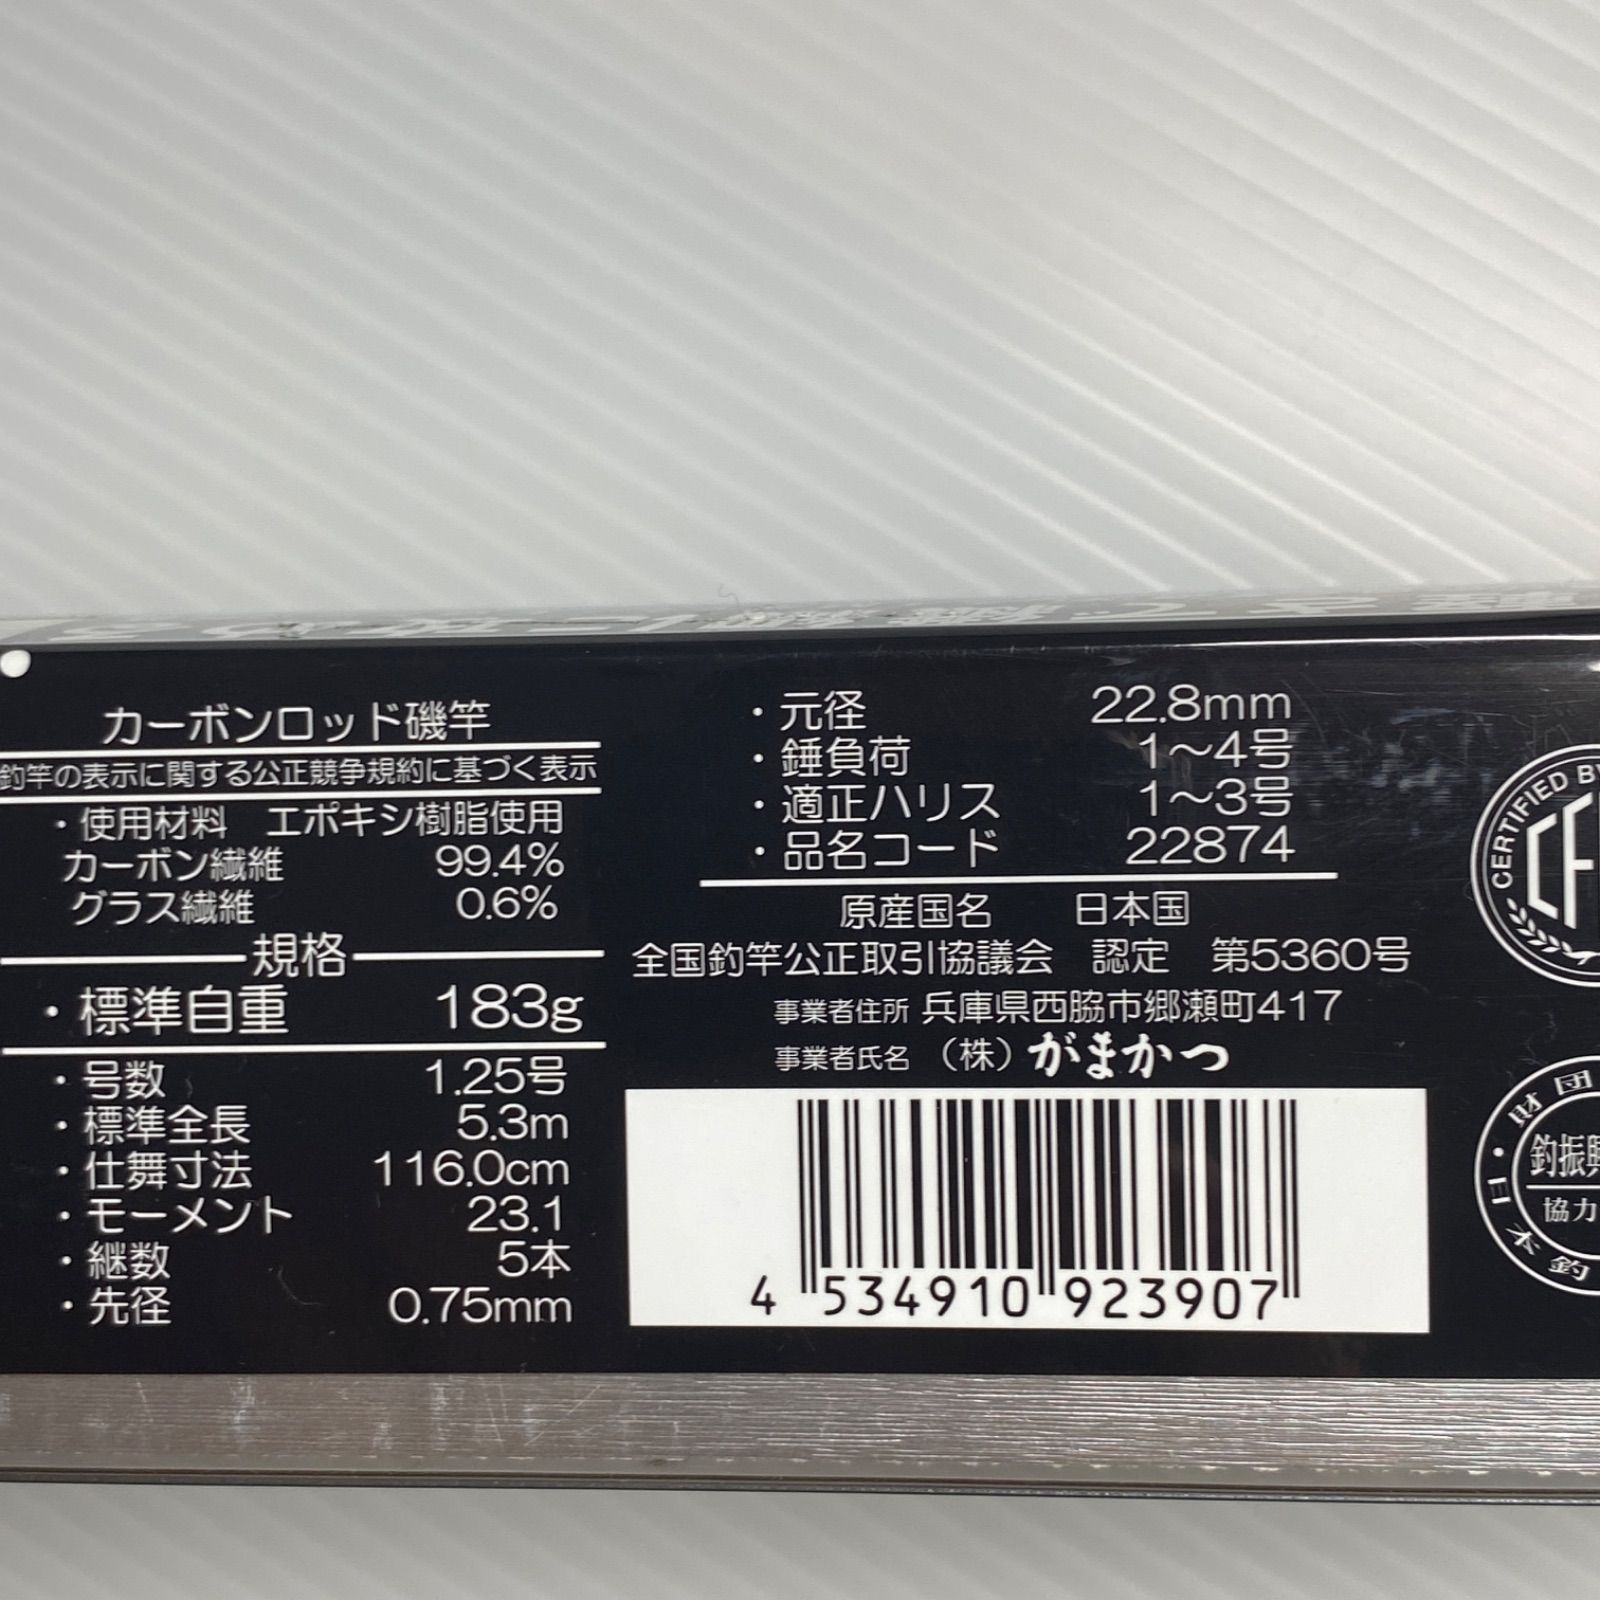 カーボンロッド磯竿
釣竿の表示に関する公正競争規約に基づく表示
・使用材料　エポキシ樹脂使用
カーボン繊維　99.4%
グラス繊維　0.6%
規格
・標準自重　183g
・号数　1.25号
・標準全長　5.3m
・仕舞寸法　116.0cm
・モーメント　23.1
・継数　5本
・先径　0.75mm
・元径　22.8mm
・錘負荷　1〜4号
・適正ハリス　1〜3号
・品名コード　22874
原産国名　日本国
全国釣竿公正取引協議会　認定　第5360号
事業者住所 兵庫県西脇市郷瀬町417
事業者氏名 （株）がまかつ
4 534910 923907
CERTIFIED BY
財団
釣振興
協力
日本釣